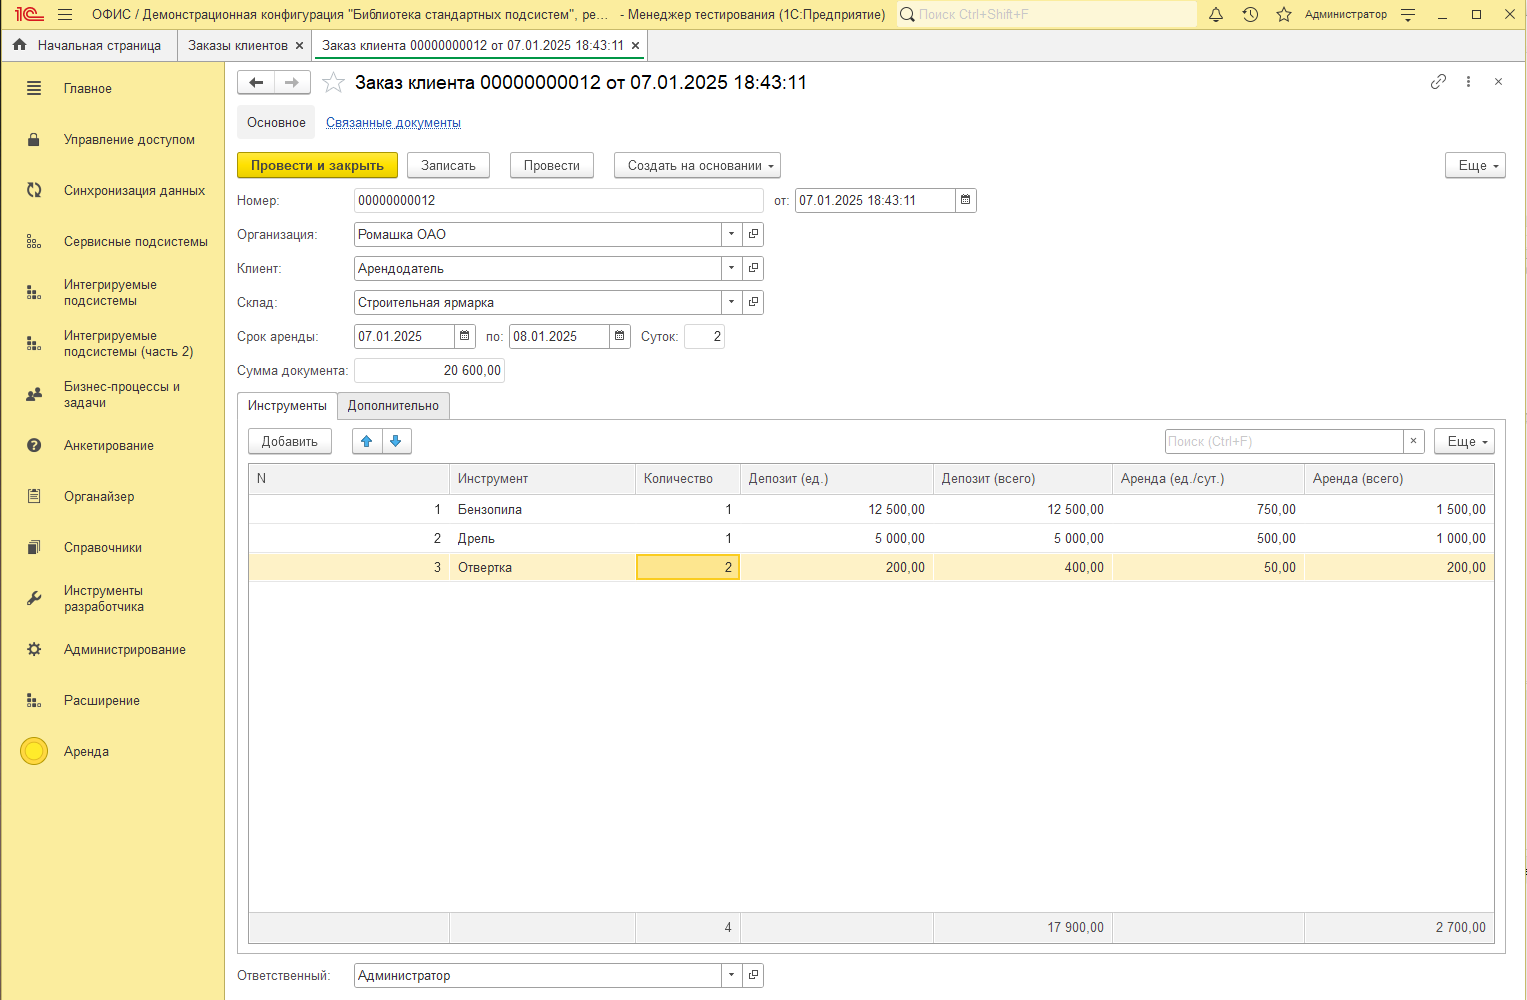 1С ОФИС / Демонстрационная конфигурация "Библиотека стандартных подсистем", ре... - Менеджер тестирования (1С:Предприятие) Поиск Ctrl+Shift+F Администратор
Начальная страница Заказы клиентов × Заказ клиента 00000000012 от 07.01.2025 18:43:11 ×
Главное
Управление доступом
Синхронизация данных
Сервисные подсистемы
Интегрируемые
подсистемы
Интегрируемые
подсистемы (часть 2)
Бизнес-процессы и
задачи
Анкетирование
Органайзер
Справочники
Инструменты
разработчика
Администрирование
Расширение
Аренда
Заказ клиента 00000000012 от 07.01.2025 18:43:11
Основное Связанные документы
Провести и закрыть Записать Провести Создать на основании Еще
Номер: 00000000012 от: 07.01.2025 18:43:11
Организация: Ромашка ОАО
Клиент: Арендодатель
Склад: Строительная ярмарка
Срок аренды: 07.01.2025 по: 08.01.2025 Суток: 2
Сумма документа: 20 600,00
Инструменты Дополнительно
Добавить Поиск (Ctrl+F) × Еще
N Инструмент Количество Депозит (ед.) Депозит (всего) Аренда (ед./сут.) Аренда (всего)
1 Бензопила 1 12 500,00 12 500,00 750,00 1 500,00
2 Дрель 1 5 000,00 5 000,00 500,00 1 000,00
3 Отвертка 2 200,00 400,00 50,00 200,00
4 17 900,00 2 700,00
Ответственный: Администратор